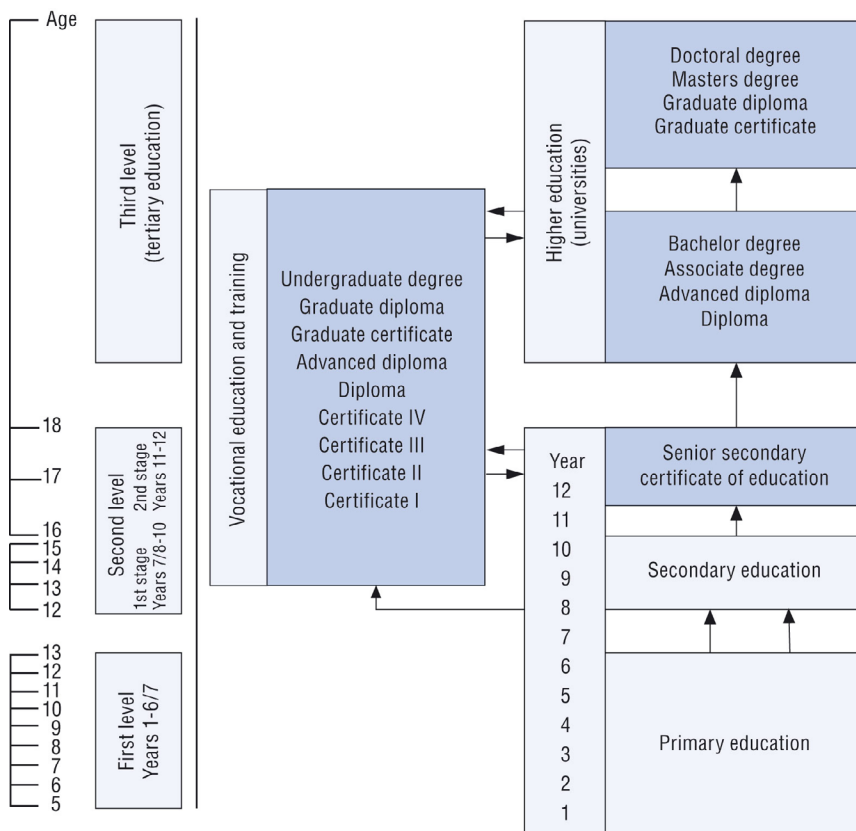 Age
18
17
16
15
14
13
12
13
12
11
10
9
8
7
6
5
Third level
(tertiary education)
Second level
1st stage 2nd stage
Years 7/8-10 Years 11-12
First level
Years 1-6/7
Vocational education and training
Undergraduate degree
Graduate diploma
Graduate certificate
Advanced diploma
Diploma
Certificate IV
Certificate III
Certificate II
Certificate I
Higher education
(universities)
Doctoral degree
Masters degree
Graduate diploma
Graduate certificate
Bachelor degree
Associate degree
Advanced diploma
Diploma
Year
12
11
10
9
8
7
6
5
4
3
2
1
Senior secondary
certificate of education
Secondary education
Primary education